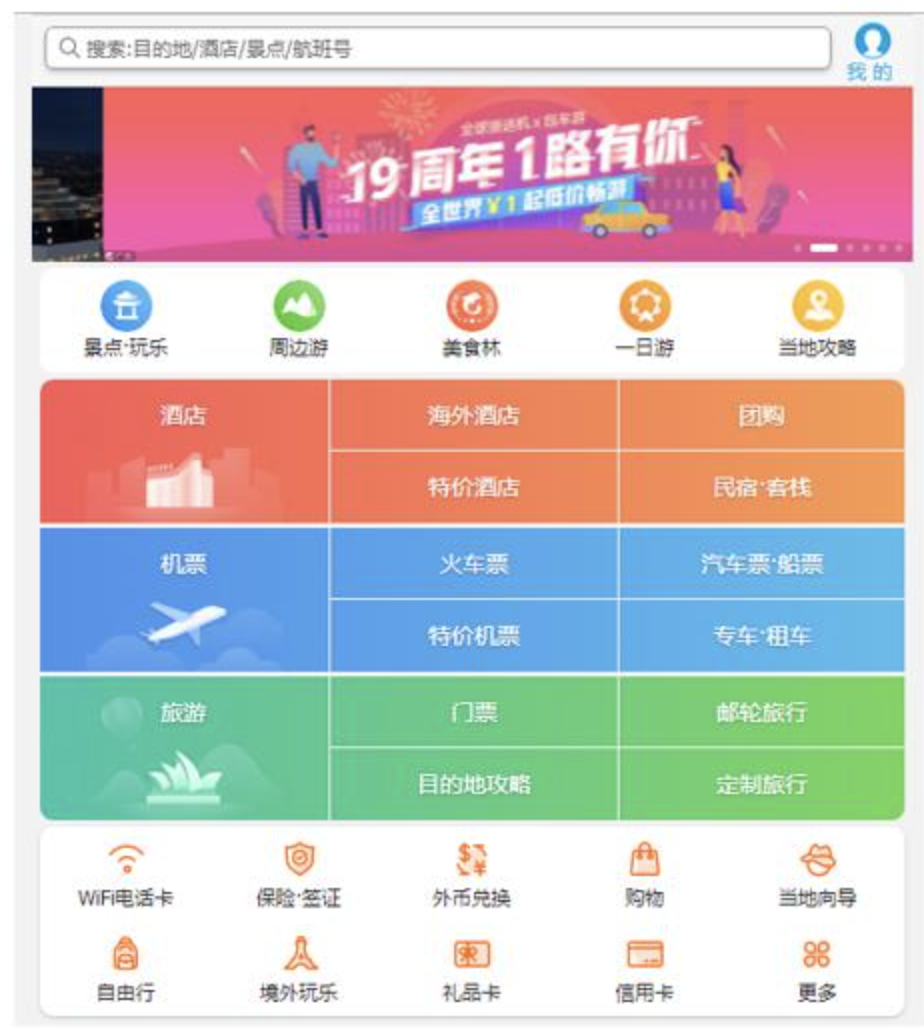 搜索:目的地/酒店/景点/航班号
我的
全球接送机 x 包车游
19周年1路有你
全世界￥1起低价畅游
景点·玩乐
周边游
美食林
一日游
当地攻略
酒店
海外酒店
团购
特价酒店
民宿·客栈
机票
火车票
汽车票·船票
特价机票
专车·租车
旅游
门票
邮轮旅行
目的地攻略
定制旅行
WiFi电话卡
保险·签证
外币兑换
购物
当地向导
自由行
境外玩乐
礼品卡
信用卡
更多